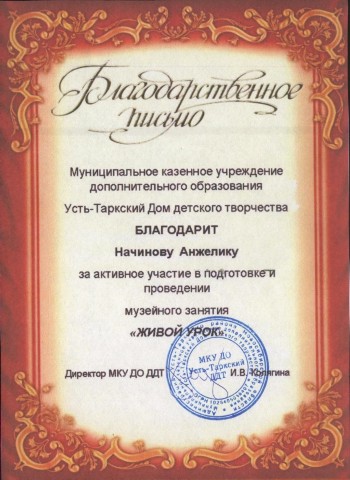 Благодарственное
письмо
Муниципальное казенное учреждение
дополнительного образования
Усть-Таркский Дом детского творчества
БЛАГОДАРИТ
Начинову Анжелику
за активное участие в подготовке и
проведении
музейного занятия
«ЖИВОЙ УРОК»
Директор МКУ ДО ДДТ И.В. Колягина
МКУ ДО
Усть-Таркский
ДДТ